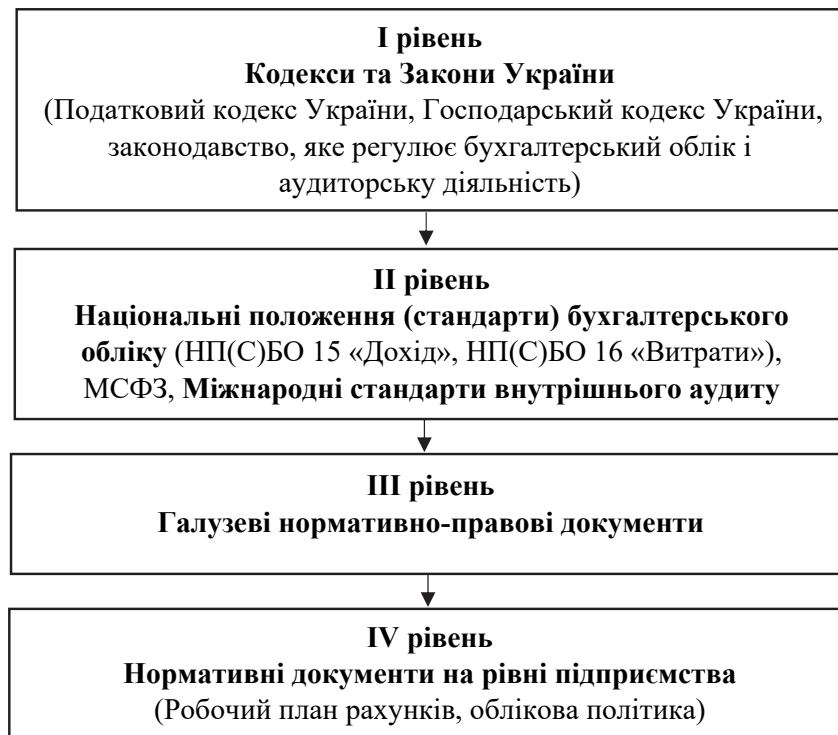 І рівень
Кодекси та Закони України
(Податковий кодекс України, Господарський кодекс України,
законодавство, яке регулює бухгалтерський облік і
аудиторську діяльність)
ІІ рівень
Національні положення (стандарти) бухгалтерського
обліку (НП(С)БО 15 «Дохід», НП(С)БО 16 «Витрати»),
МСФЗ, Міжнародні стандарти внутрішнього аудиту
ІІІ рівень
Галузеві нормативно-правові документи
ІV рівень
Нормативні документи на рівні підприємства
(Робочий план рахунків, облікова політика)